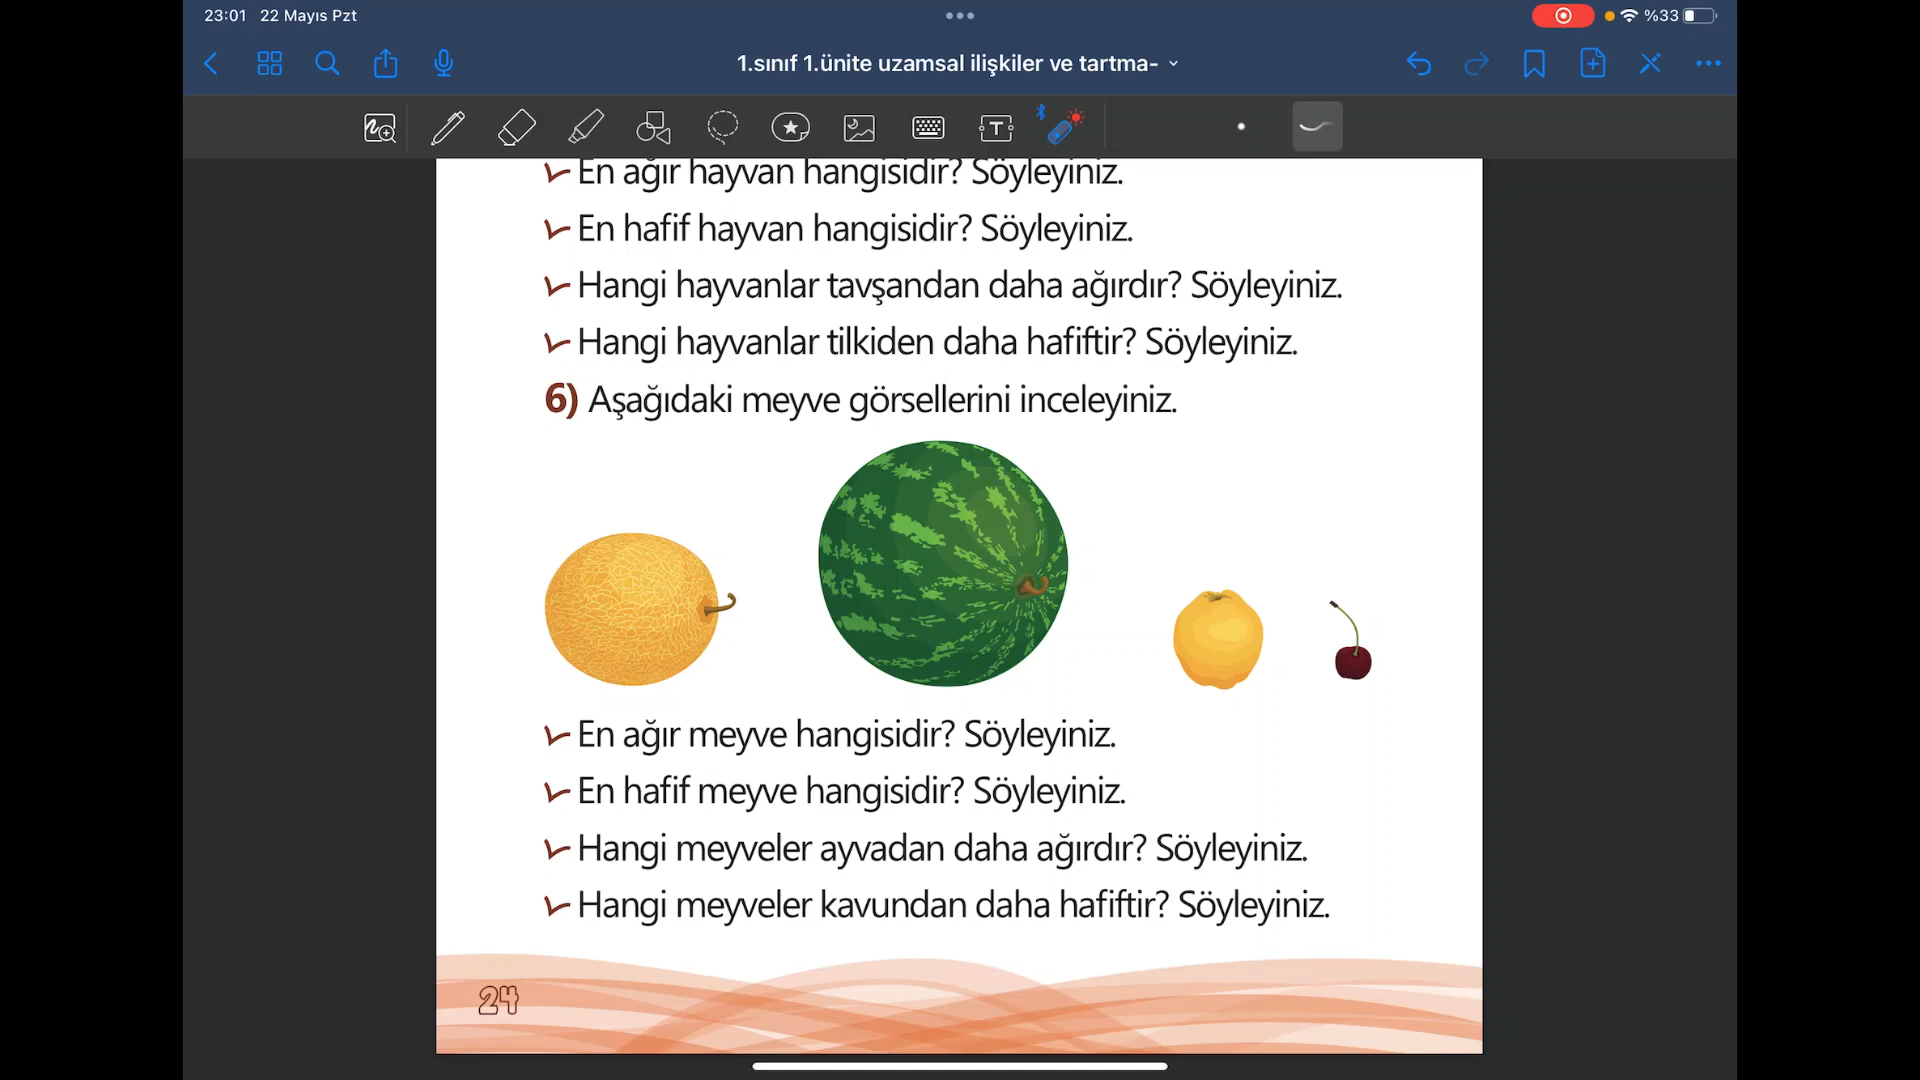 23:01 22 Mayıs Pzt
%33
1.sınıf 1.ünite uzamsal ilişkiler ve tartma-
T
En ağır hayvan hangisidir? Söyleyiniz.
En hafif hayvan hangisidir? Söyleyiniz.
Hangi hayvanlar tavşandan daha ağırdır? Söyleyiniz.
Hangi hayvanlar tilkiden daha hafiftir? Söyleyiniz.
6) Aşağıdaki meyve görsellerini inceleyiniz.
En ağır meyve hangisidir? Söyleyiniz.
En hafif meyve hangisidir? Söyleyiniz.
Hangi meyveler ayvadan daha ağırdır? Söyleyiniz.
Hangi meyveler kavundan daha hafiftir? Söyleyiniz.
24